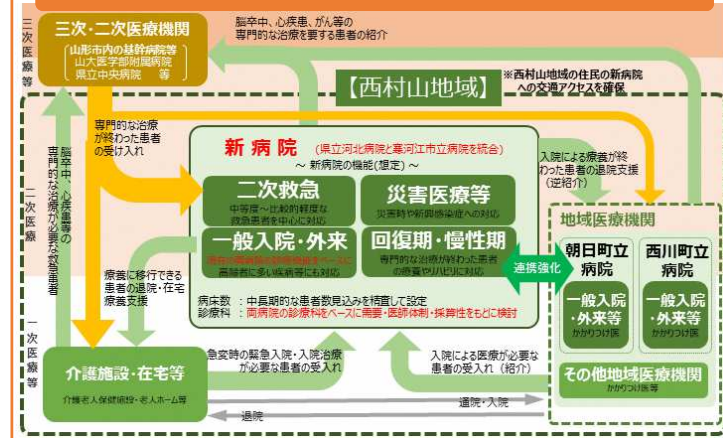 三次医療等
三次・二次医療機関
山形市内の基幹病院等
山大医学部附属病院
県立中央病院　等
脳卒中、心疾患、がん等の
専門的な治療を要する患者の紹介
【西村山地域】
※西村山地域の住民の新病院
への交通アクセスを確保
専門的な治療
が終わった患者
の受け入れ
脳卒中、心疾患等の
専門的な治療が必要な救急患者
二次医療
新病院
(県立河北病院と寒河江市立病院を統合)
～ 新病院の機能(想定) ～
二次救急
中等度～比較的軽度な
救急患者を中心に対応
災害医療等
災害時や新興感染症への対応
一般入院・外来
高齢者に多い疾病等にも対応
回復期・慢性期
専門的な治療が終わった患者
の療養やリハビリに対応
病床数　：中長期的な患者数見込みを精査して設定
診療科　：両病院の診療科をベースに需要・医師体制・採算性をもとに検討
入院による療養が終
わった患者の退院支援
（逆紹介）
連携強化
地域医療機関
朝日町立
病院
一般入院・
外来等
かかりつけ医
西川町立
病院
一般入院・
外来等
かかりつけ医
その他地域医療機関
かかりつけ医等
療養に移行できる
患者の退院・在宅
療養支援
一次医療等
介護施設・在宅等
介護老人保健施設・老人ホーム等
急変時の緊急入院・入院治療
が必要な患者の受入れ
入院による医療が必要な
患者の受入れ（紹介）
通院・入院
退院